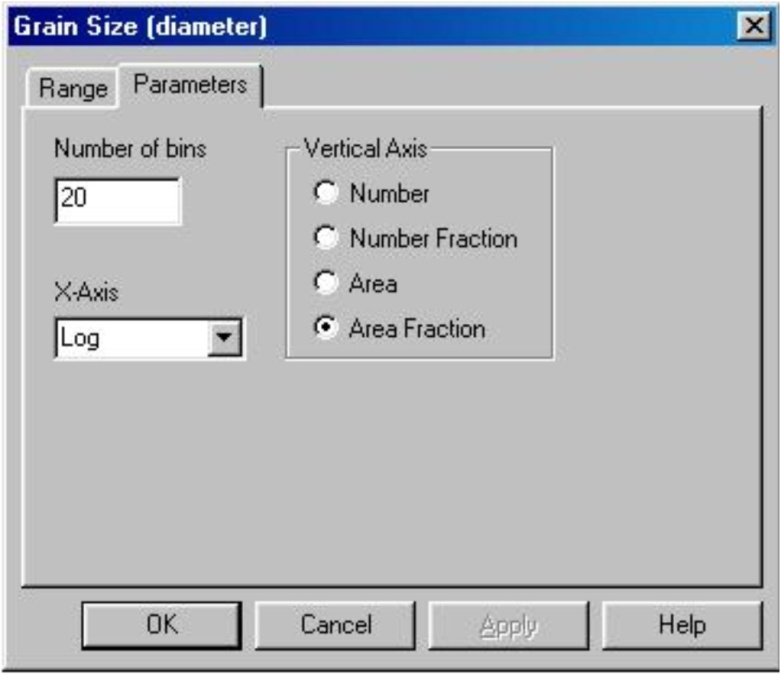 Grain Size (diameter)
Range
Parameters
Number of bins
20
X-Axis
Log
Vertical Axis
Number
Number Fraction
Area
Area Fraction
OK
Cancel
Apply
Help